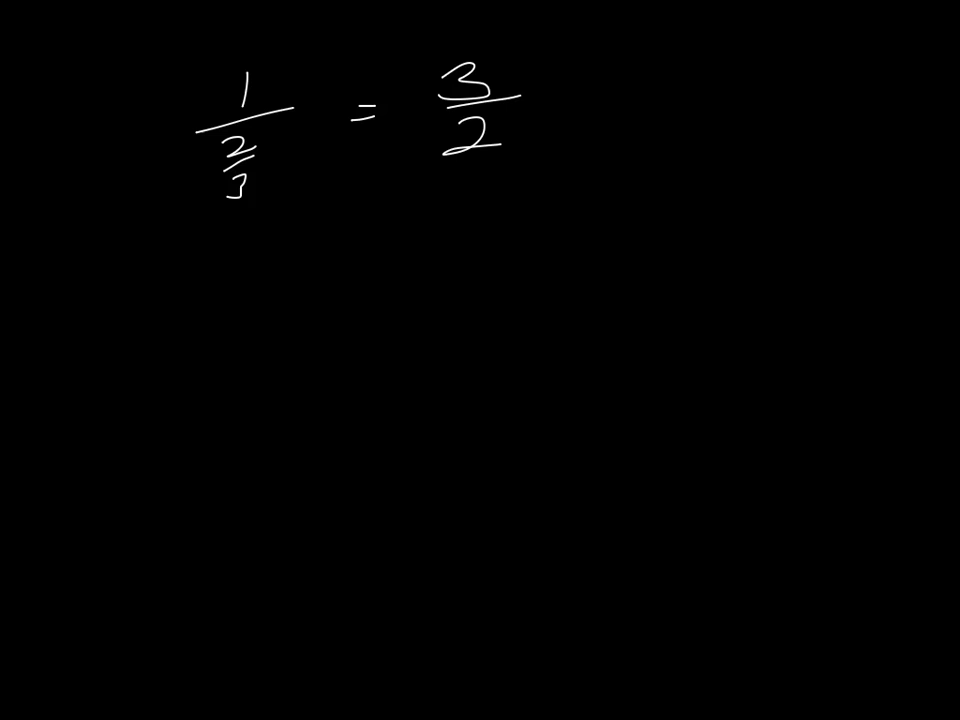 1/(2/3) = 3/2